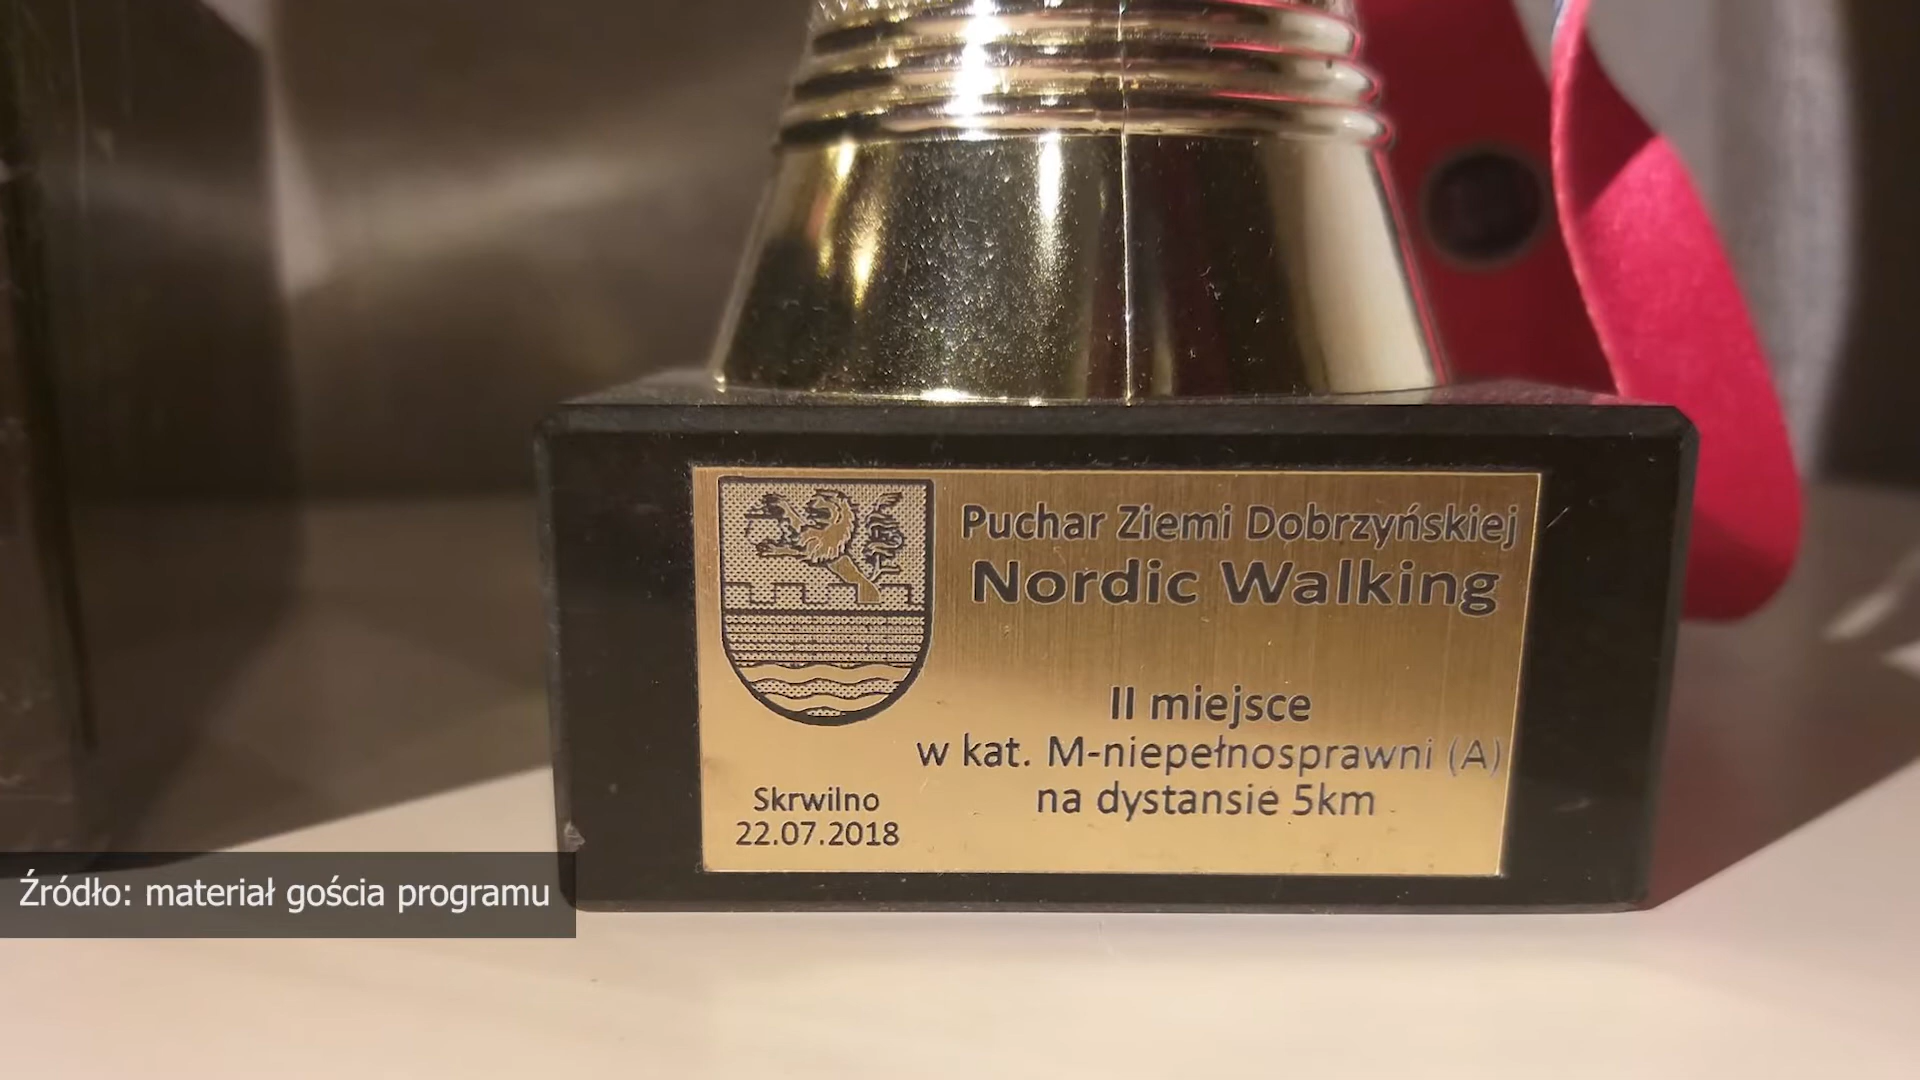 Puchar Ziemi Dobrzyńskiej
Nordic Walking
II miejsce
w kat. M-niepełnosprawni (A)
na dystansie 5km
Skrwilno
22.07.2018
Źródło: materiał gościa programu